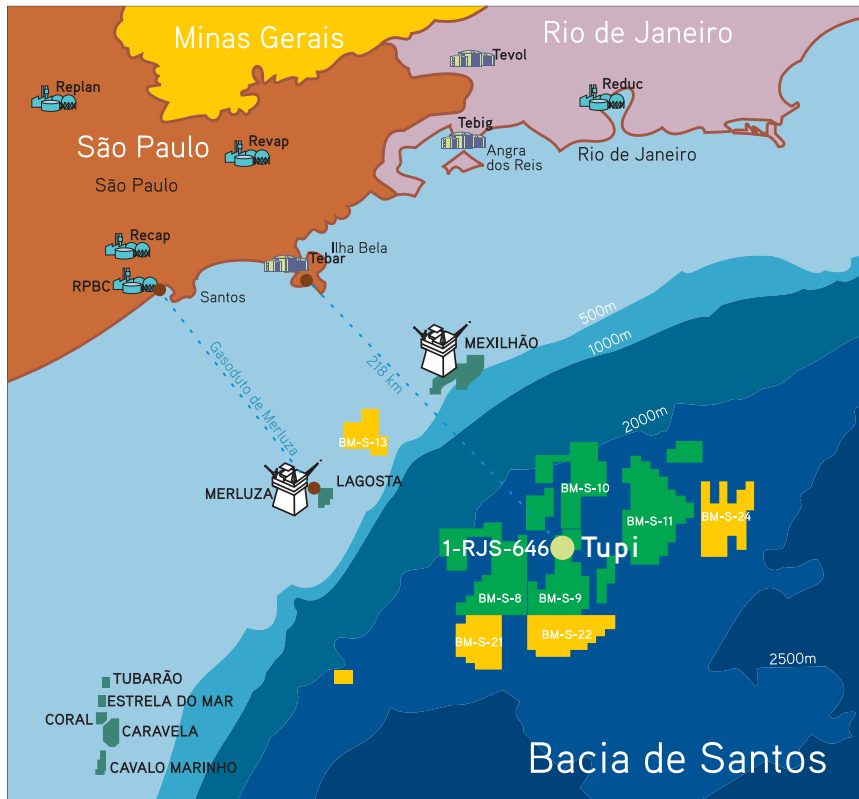 Minas Gerais
Rio de Janeiro
Tevol
Replan
Reduc
Tebig
São Paulo
Revap
Angra
dos Reis
Rio de Janeiro
São Paulo
Recap
Ilha Bela
Tebar
RPBC
Santos
500m
MEXILHÃO
1000m
Gasoduto de Merluza
218 km
2000m
BM-S-13
BM-S-10
LAGOSTA
MERLUZA
BM-S-11
BM-S-24
1-RJS-646
Tupi
BM-S-8
BM-S-9
BM-S-21
BM-S-22
2500m
TUBARÃO
ESTRELA DO MAR
CORAL
CARAVELA
CAVALO MARINHO
Bacia de Santos